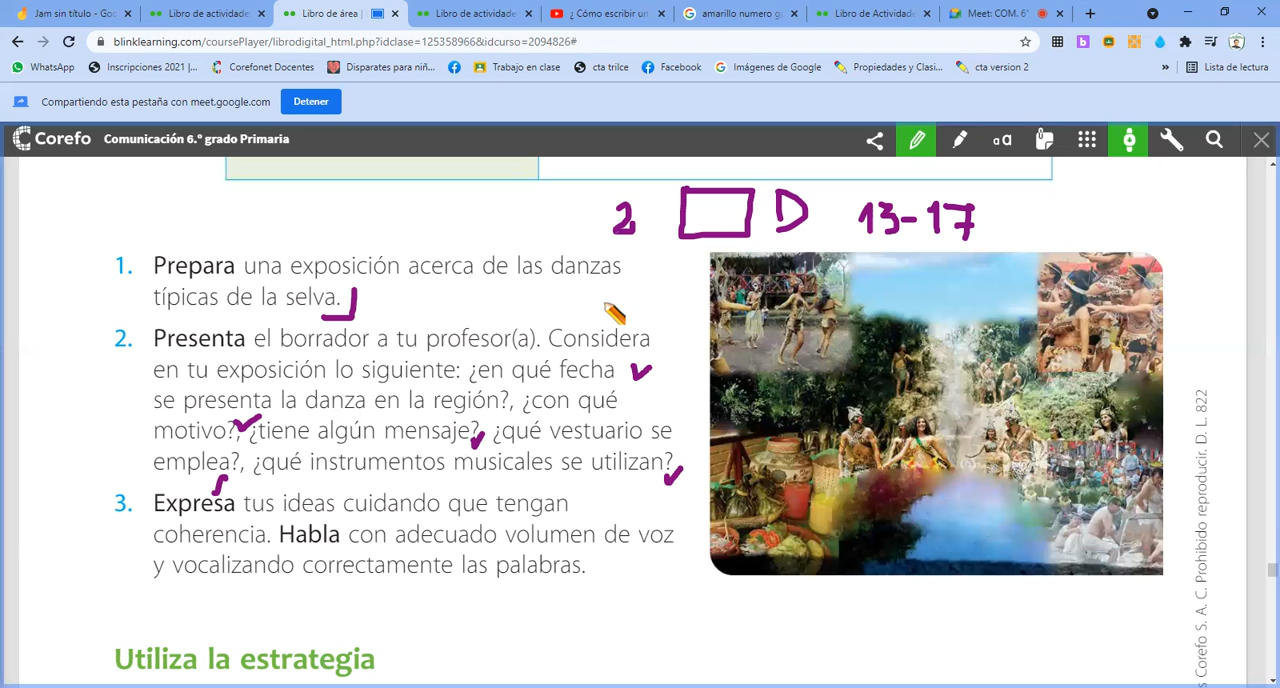 Jam sin título - Goo
Libro de actividade
Libro de área |
Libro de actividade
¿ Cómo escribir un
amarillo numero g
Libro de Actividad
Meet: COM. 6°
blinklearning.com/coursePlayer/librodigital_html.php?idclase=125358966&idcurso=2094826#
WhatsApp
Inscripciones 2021 |...
Corefonet Docentes
Disparates para niñ...
Trabajo en clase
cta trilce
Facebook
Imágenes de Google
Propiedades y Clasi...
cta version 2
»
Lista de lectura
Compartiendo esta pestaña con meet.google.com
Detener
Corefo
Comunicación 6.º grado Primaria
aa
2 D 13-17
1. Prepara una exposición acerca de las danzas
típicas de la selva.
2. Presenta el borrador a tu profesor(a). Considera
en tu exposición lo siguiente: ¿en qué fecha
se presenta la danza en la región?, ¿con qué
motivo?, ¿tiene algún mensaje?, ¿qué vestuario se
emplea?, ¿qué instrumentos musicales se utilizan?
3. Expresa tus ideas cuidando que tengan
coherencia. Habla con adecuado volumen de voz
y vocalizando correctamente las palabras.
Utiliza la estrategia
s Corefo S. A. C. Prohibido reproducir. D. L. 822